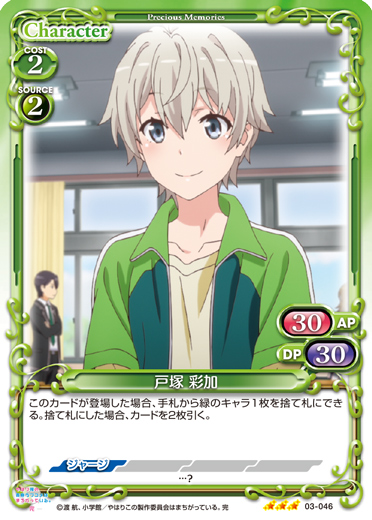 Precious Memories
Character
COST
2
SOURCE
2
30 AP
DP 30
戸塚 彩加
このカードが登場した場合、手札から緑のキャラ1枚を捨て札にでき
る。捨て札にした場合、カードを2枚引く。
ジャージ
…?
©渡 航、小学館／やはりこの製作委員会はまちがっている。完
03-046